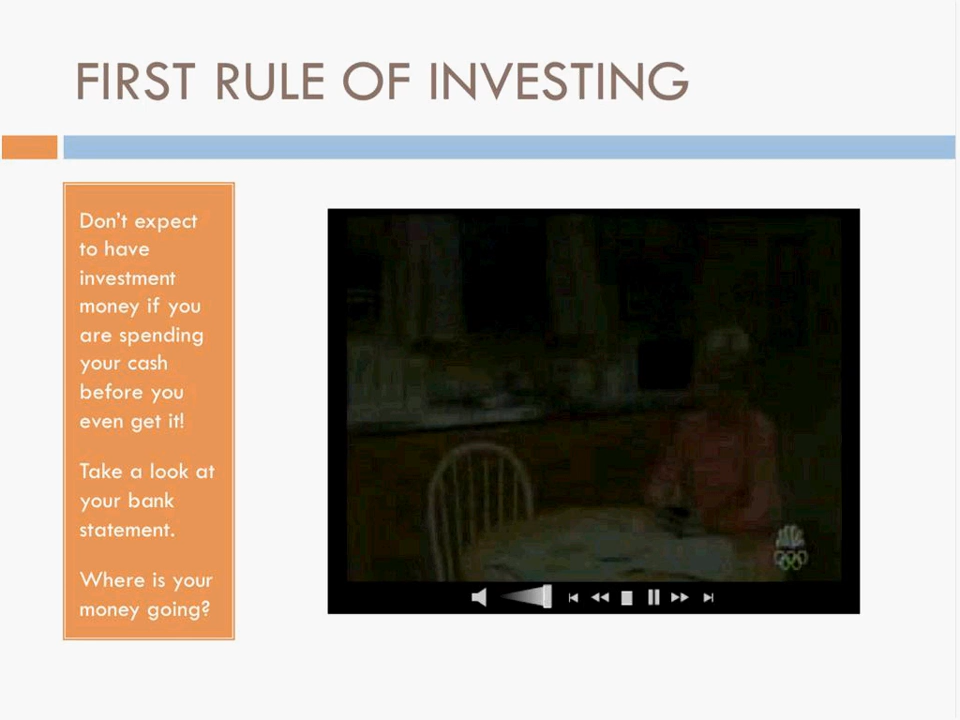 FIRST RULE OF INVESTING
Don't expect
to have
investment
money if you
are spending
your cash
before you
even get it!
Take a look at
your bank
statement.
Where is your
money going?